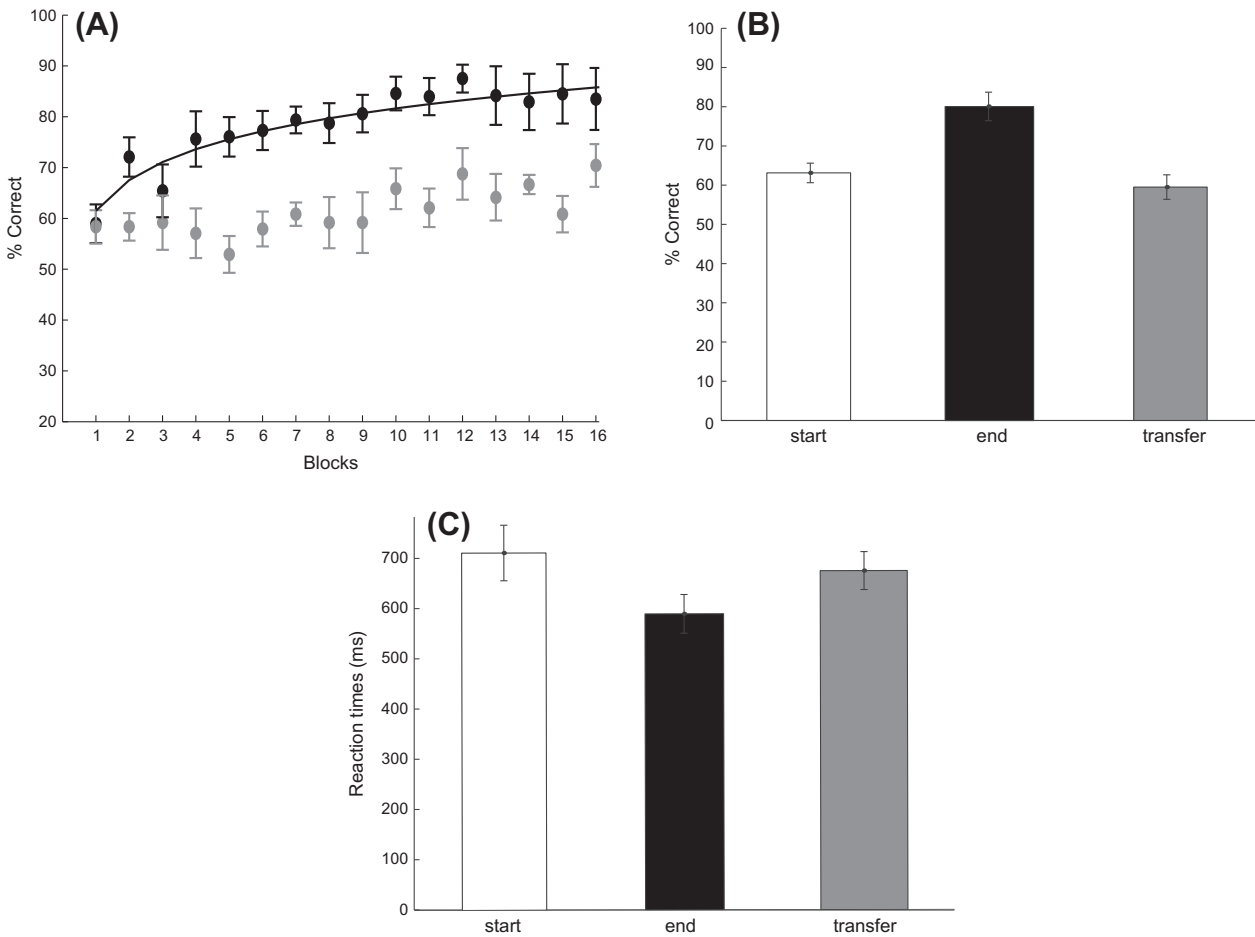 (A)
% Correct
100
90
80
70
60
50
40
30
20
1 2 3 4 5 6 7 8 9 10 11 12 13 14 15 16
Blocks
(B)
% Correct
100
90
80
70
60
50
40
30
20
10
0
start end transfer
(C)
Reaction times (ms)
700
600
500
400
300
200
100
0
start end transfer